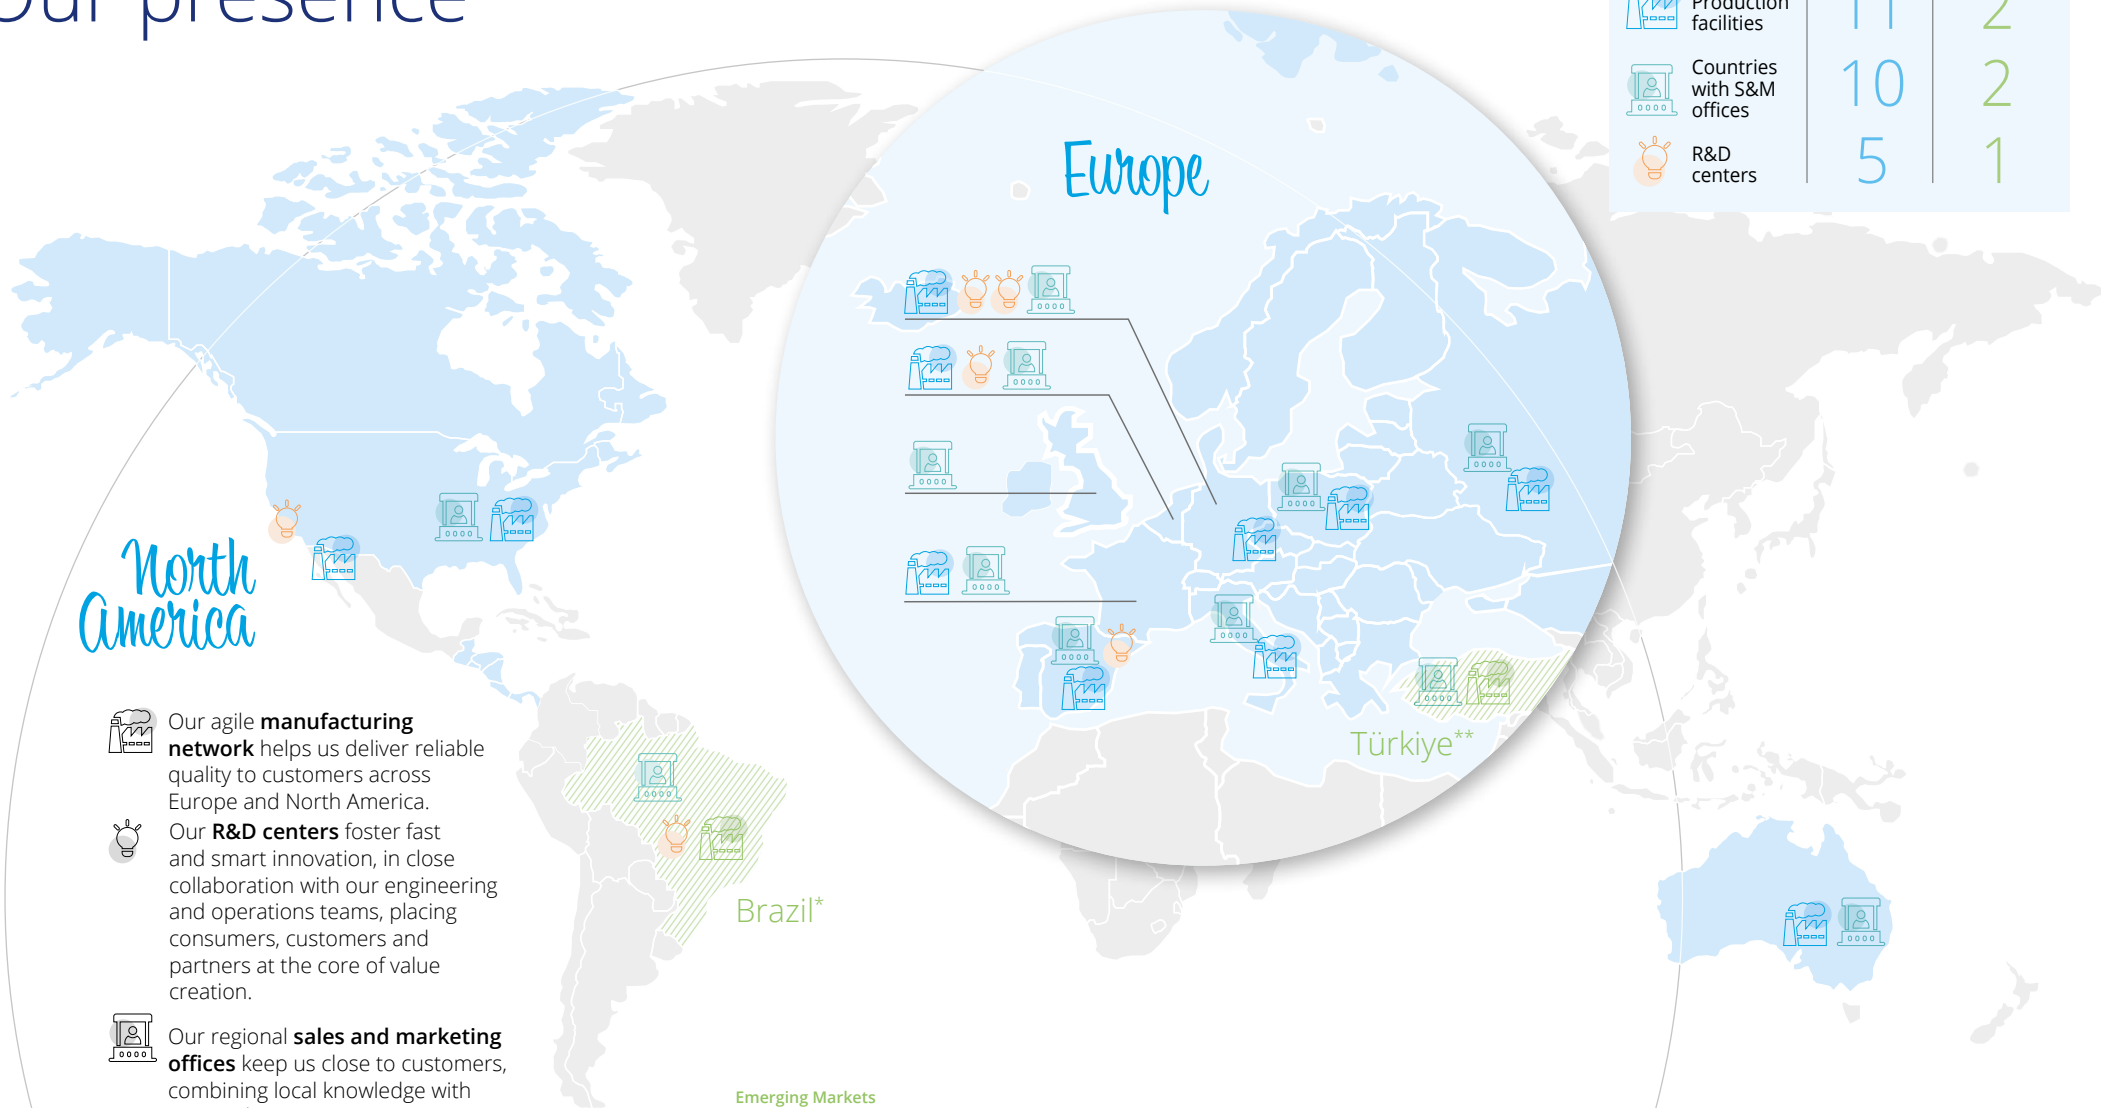 Our presence
Production
facilities
11
2
Countries
with S&M
offices
10
2
R&D
centers
5
1
Europe
North
America
Our agile manufacturing
network helps us deliver reliable
quality to customers across
Europe and North America.
Our R&D centers foster fast
and smart innovation, in close
collaboration with our engineering
and operations teams, placing
consumers, customers and
partners at the core of value
creation.
Our regional sales and marketing
offices keep us close to customers,
combining local knowledge with
Türkiye**
Brazil*
Emerging Markets